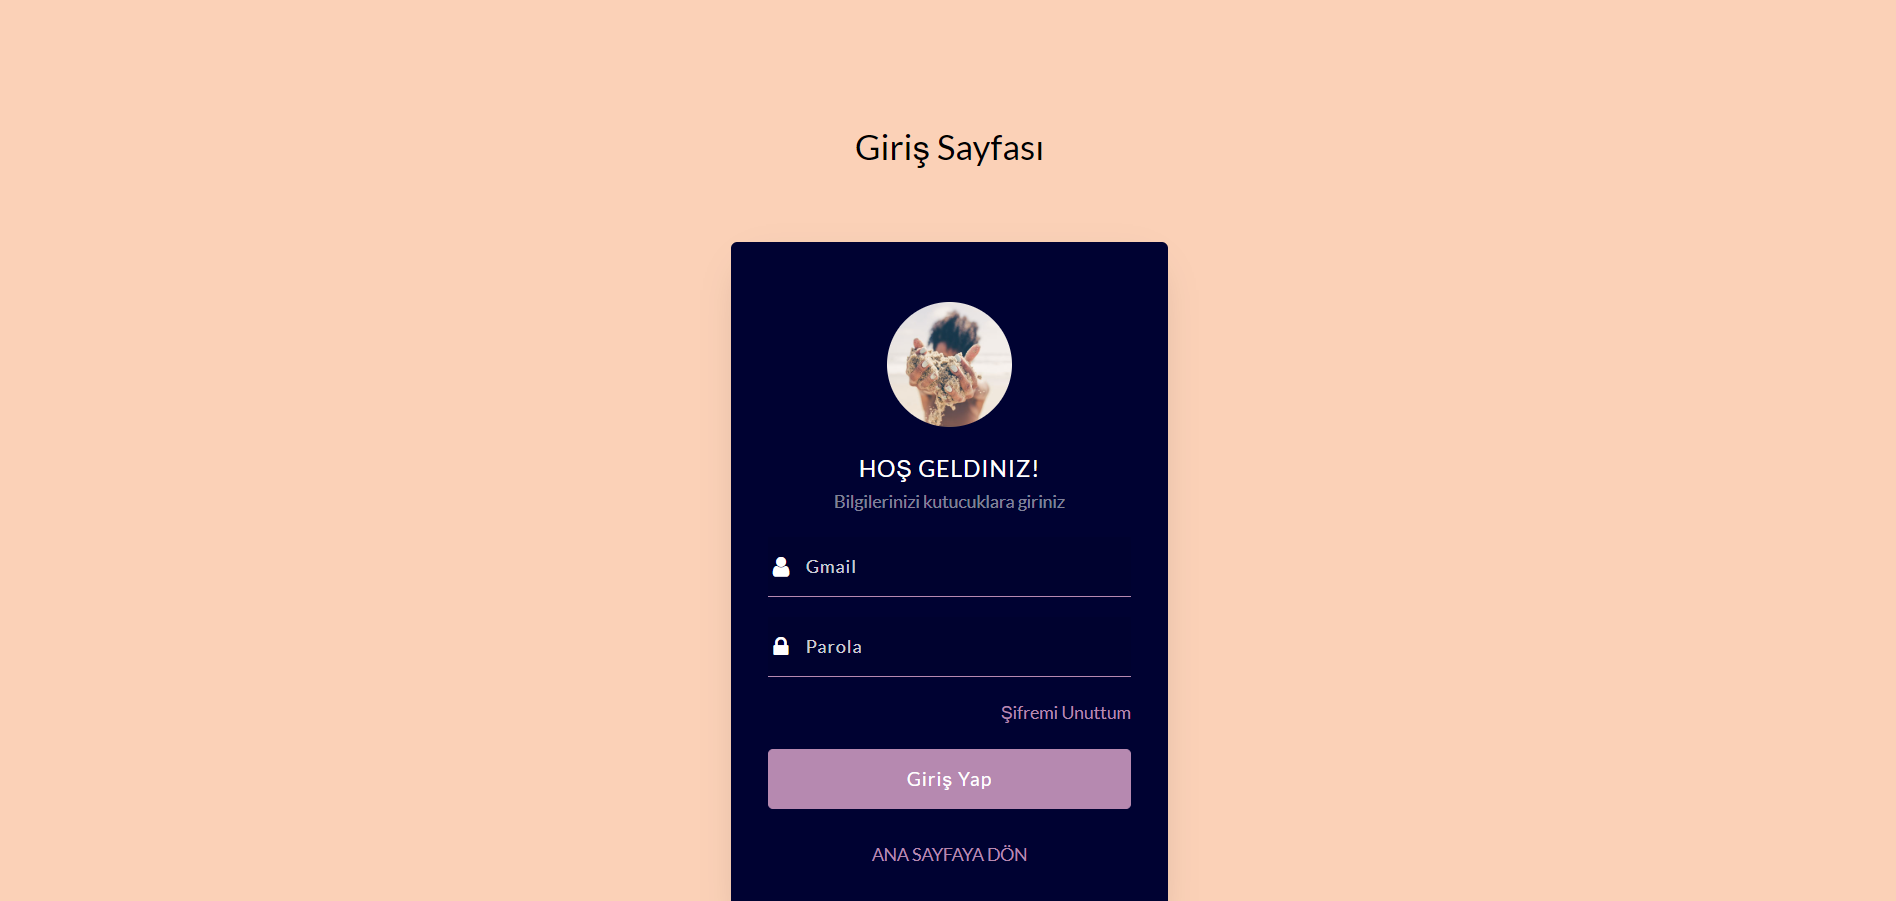 Giriş Sayfası
HOŞ GELDINIZ!
Bilgilerinizi kutucuklara giriniz
Gmail
Parola
Şifremi Unuttum
Giriş Yap
ANA SAYFAYA DÖN